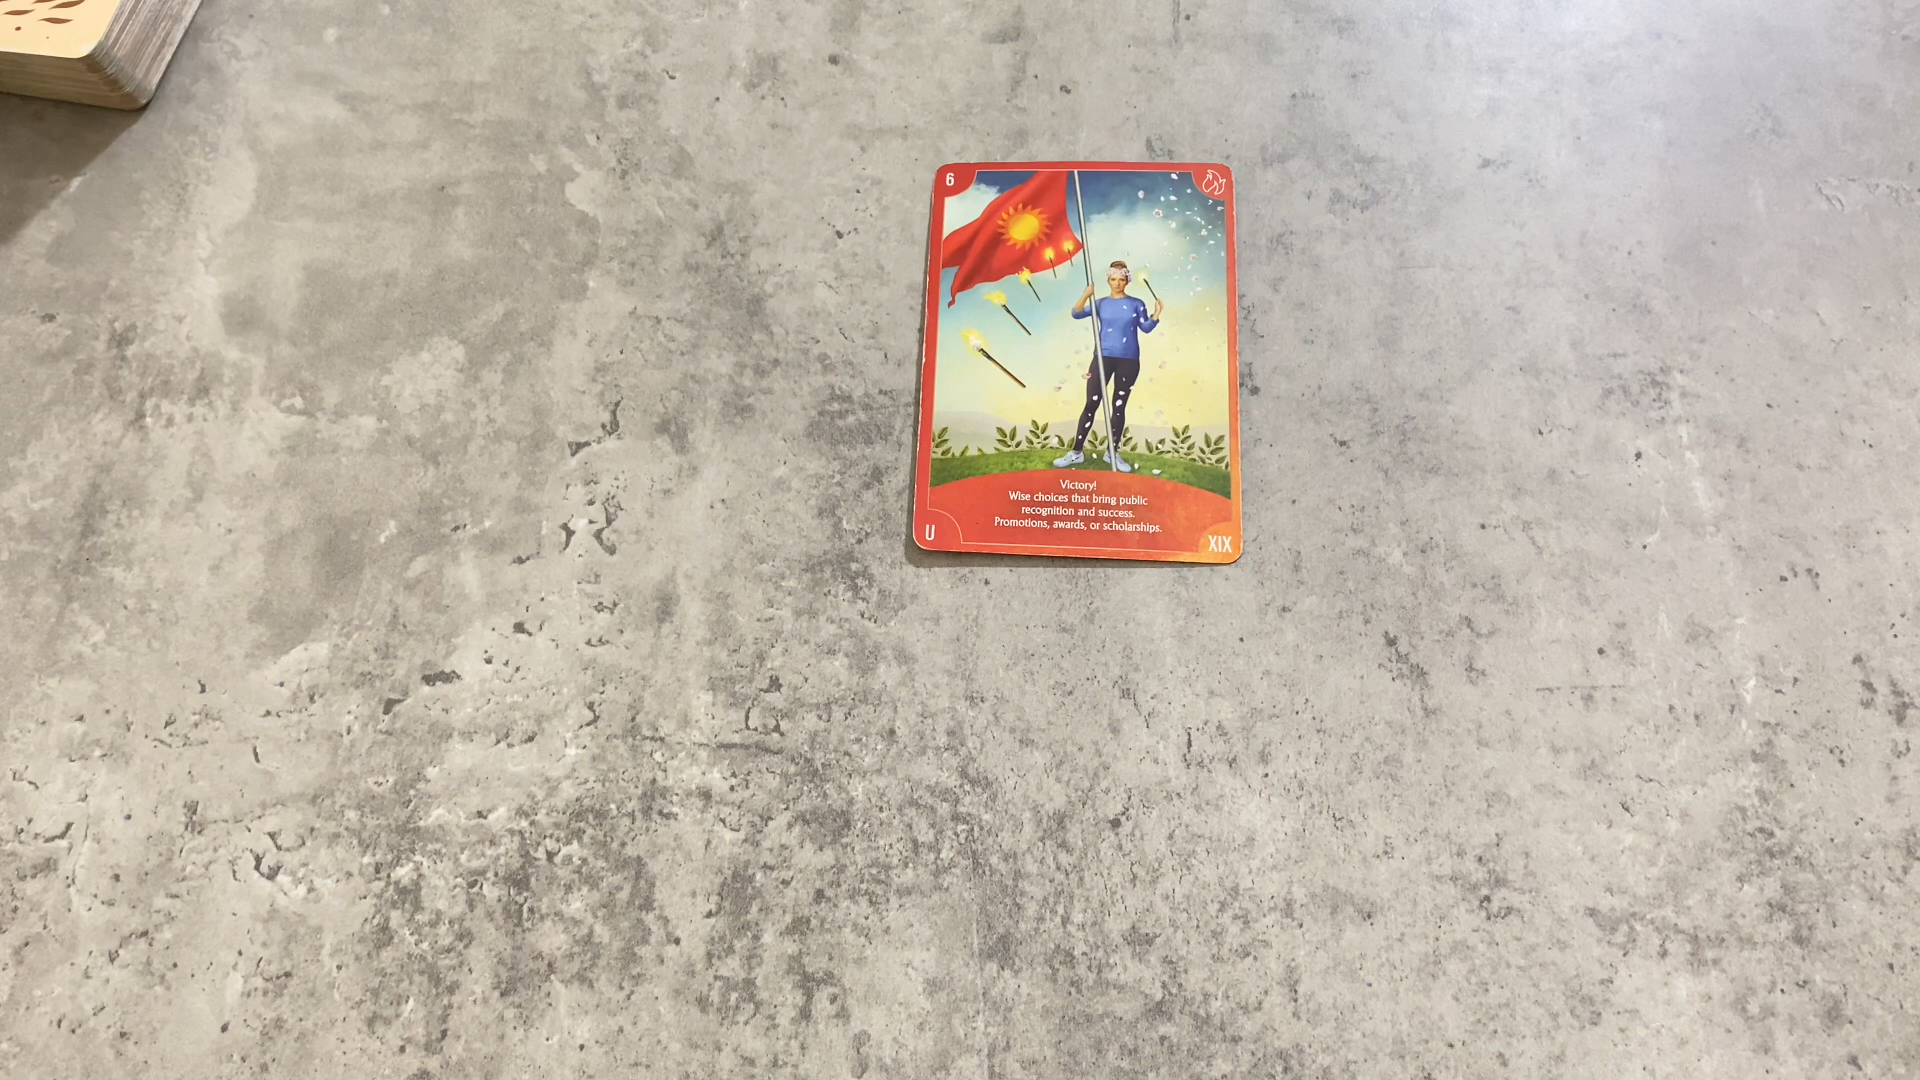 6
Victory!
Wise choices that bring public
recognition and success.
Promotions, awards, or scholarships.
U
XIX